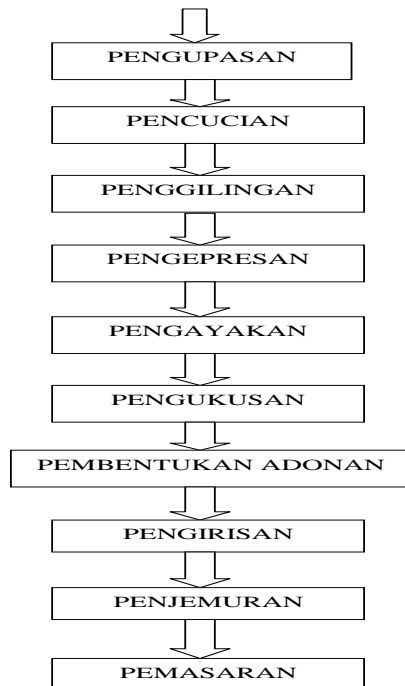 PENGUPASAN
PENCUCIAN
PENGGILINGAN
PENGEPRESAN
PENGAYAKAN
PENGUKUSAN
PEMBENTUKAN ADONAN
PENGIRISAN
PENJEMURAN
PEMASARAN